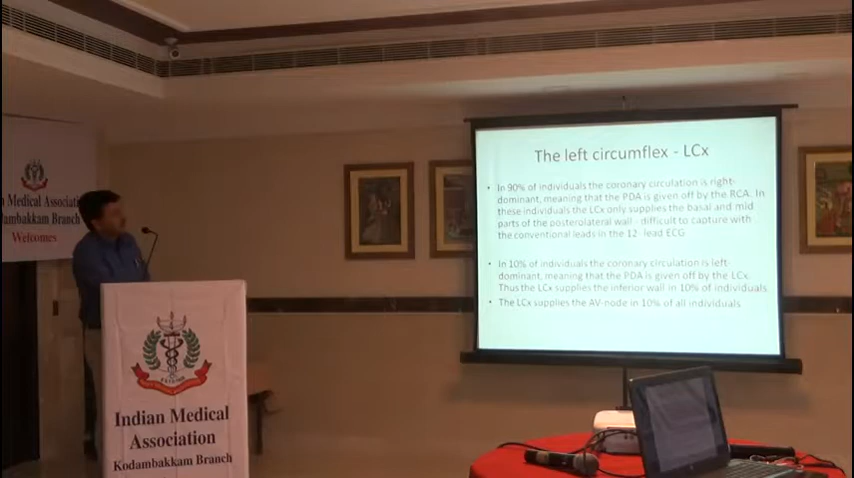 n Medical Associati
dambakkam Branch
Welcomes
Indian Medical
Association
Kodambakkam Branch
The left circumflex - LCx
• In 90% of individuals the coronary circulation is right-
dominant, meaning that the PDA is given off by the RCA. In
these individuals the LCx only supplies the basal and mid
parts of the posterolateral wall - difficult to capture with
the conventional leads in the 12- lead ECG
• In 10% of individuals the coronary circulation is left-
dominant, meaning that the PDA is given off by the LCx.
Thus the LCx supplies the inferior wall in 10% of individuals.
• The LCx supplies the AV-node in 10% of all individuals